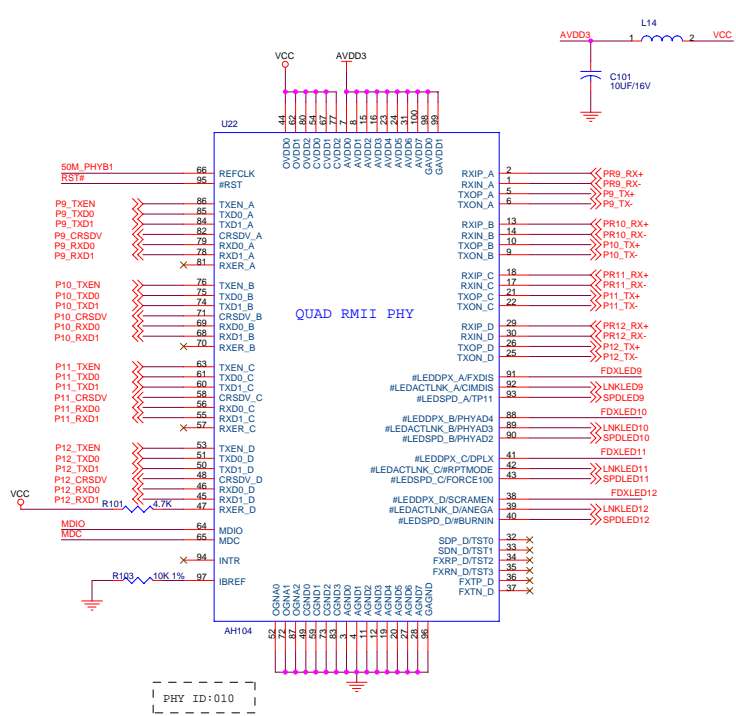 L14
AVDD3 1 2 VCC
C101
10UF/16V
VCC AVDD3
U22
44 62 80 54 67 77 7 8 15 16 23 24 31 100 98 99
OVDD0 OVDD1 OVDD2 CVDD0 CVDD1 CVDD2 AVDD0 AVDD1 AVDD2 AVDD3 AVDD4 AVDD5 AVDD6 AVDD7 GAVDD0 GAVDD1
50M_PHYB1 66 REFCLK
RST# 95 #RST
P9_TXEN 86 TXEN_A
P9_TXD0 85 TXD0_A
P9_TXD1 84 TXD1_A
P9_CRSDV 82 CRSDV_A
P9_RXD0 79 RXD0_A
P9_RXD1 78 RXD1_A
81 RXER_A
P10_TXEN 76 TXEN_B
P10_TXD0 75 TXD0_B
P10_TXD1 74 TXD1_B
P10_CRSDV 71 CRSDV_B
P10_RXD0 69 RXD0_B
P10_RXD1 68 RXD1_B
70 RXER_B
P11_TXEN 63 TXEN_C
P11_TXD0 61 TXD0_C
P11_TXD1 60 TXD1_C
P11_CRSDV 58 CRSDV_C
P11_RXD0 56 RXD0_C
P11_RXD1 55 RXD1_C
57 RXER_C
P12_TXEN 53 TXEN_D
P12_TXD0 51 TXD0_D
P12_TXD1 50 TXD1_D
P12_CRSDV 48 CRSDV_D
P12_RXD0 46 RXD0_D
P12_RXD1 45 RXD1_D
VCC R101 4.7K 47 RXER_D
MDIO 64 MDIO
MDC 65 MDC
94 INTR
R103 10K 1% 97 IBREF
QUAD RMII PHY
RXIP_A 2 PR9_RX+
RXIN_A 1 PR9_RX-
TXOP_A 5 P9_TX+
TXON_A 6 P9_TX-
RXIP_B 13 PR10_RX+
RXIN_B 14 PR10_RX-
TXOP_B 10 P10_TX+
TXON_B 9 P10_TX-
RXIP_C 18 PR11_RX+
RXIN_C 17 PR11_RX-
TXOP_C 21 P11_TX+
TXON_C 22 P11_TX-
RXIP_D 29 PR12_RX+
RXIN_D 30 PR12_RX-
TXOP_D 26 P12_TX+
TXON_D 25 P12_TX-
#LEDDPX_A/FXDIS 91 FDXLED9
#LEDACTLNK_A/CIMDIS 92 LNKLED9
#LEDSPD_A/TP11 93 SPDLED9
#LEDDPX_B/PHYAD4 88 FDXLED10
#LEDACTLNK_B/PHYAD3 89 LNKLED10
#LEDSPD_B/PHYAD2 90 SPDLED10
#LEDDPX_C/DPLX 41 FDXLED11
#LEDACTLNK_C/#RPTMODE 42 LNKLED11
#LEDSPD_C/FORCE100 43 SPDLED11
#LEDDPX_D/SCRAMEN 38 FDXLED12
#LEDACTLNK_D/ANEGA 39 LNKLED12
#LEDSPD_D/#BURNIN 40 SPDLED12
SDP_D/TST0 32
SDN_D/TST1 33
FXRP_D/TST2 34
FXRN_D/TST3 35
FXTP_D 36
FXTN_D 37
OGNA0 OGNA1 OGNA2 CGND0 CGND1 CGND2 CGND3 AGND0 AGND1 AGND2 AGND3 AGND4 AGND5 AGND6 AGND7 GAGND
AH104
52 72 87 49 59 73 83 3 4 11 12 19 20 27 28 96
PHY ID:010